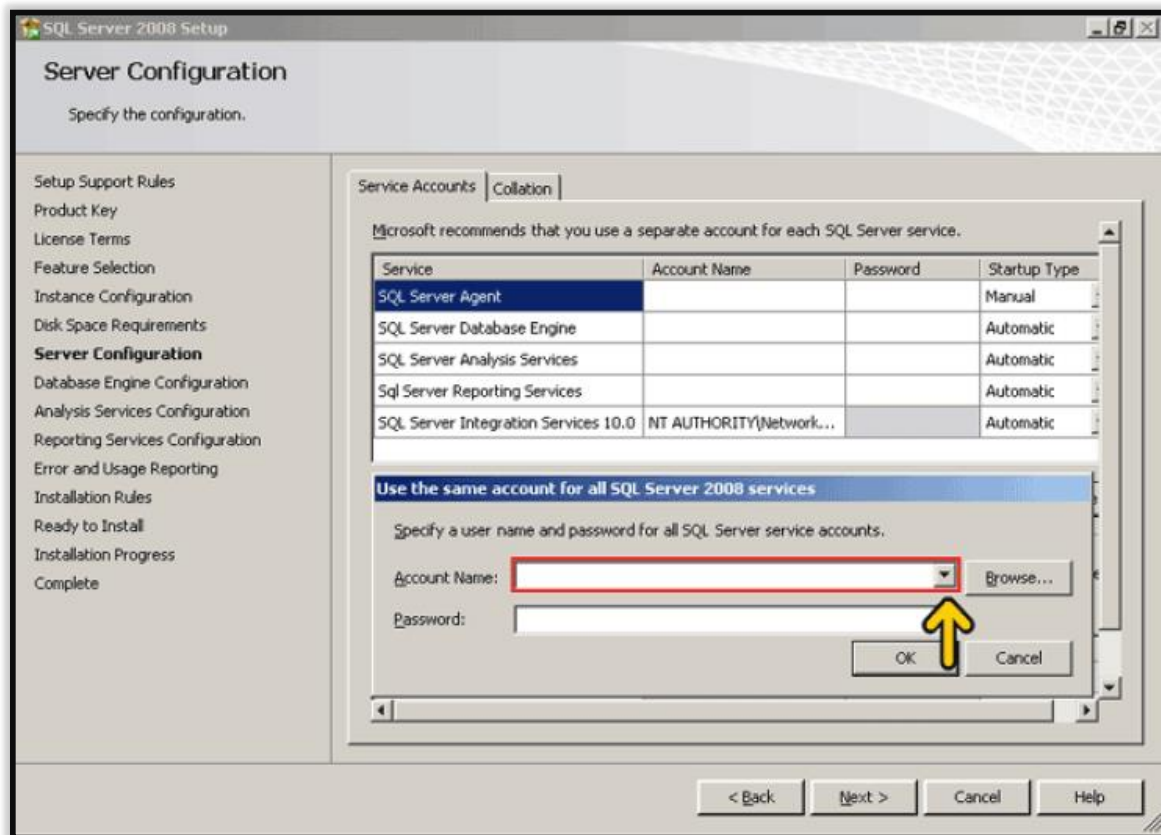 SQL Server 2008 Setup
Server Configuration
Specify the configuration.
Setup Support Rules
Product Key
License Terms
Feature Selection
Instance Configuration
Disk Space Requirements
Server Configuration
Database Engine Configuration
Analysis Services Configuration
Reporting Services Configuration
Error and Usage Reporting
Installation Rules
Ready to Install
Installation Progress
Complete
Service Accounts Collation
Microsoft recommends that you use a separate account for each SQL Server service.
Service Account Name Password Startup Type
SQL Server Agent Manual
SQL Server Database Engine Automatic
SQL Server Analysis Services Automatic
Sql Server Reporting Services Automatic
SQL Server Integration Services 10.0 NT AUTHORITY\Network... Automatic
Use the same account for all SQL Server 2008 services
Specify a user name and password for all SQL Server service accounts.
Account Name: Browse...
Password:
OK Cancel
< Back Next > Cancel Help